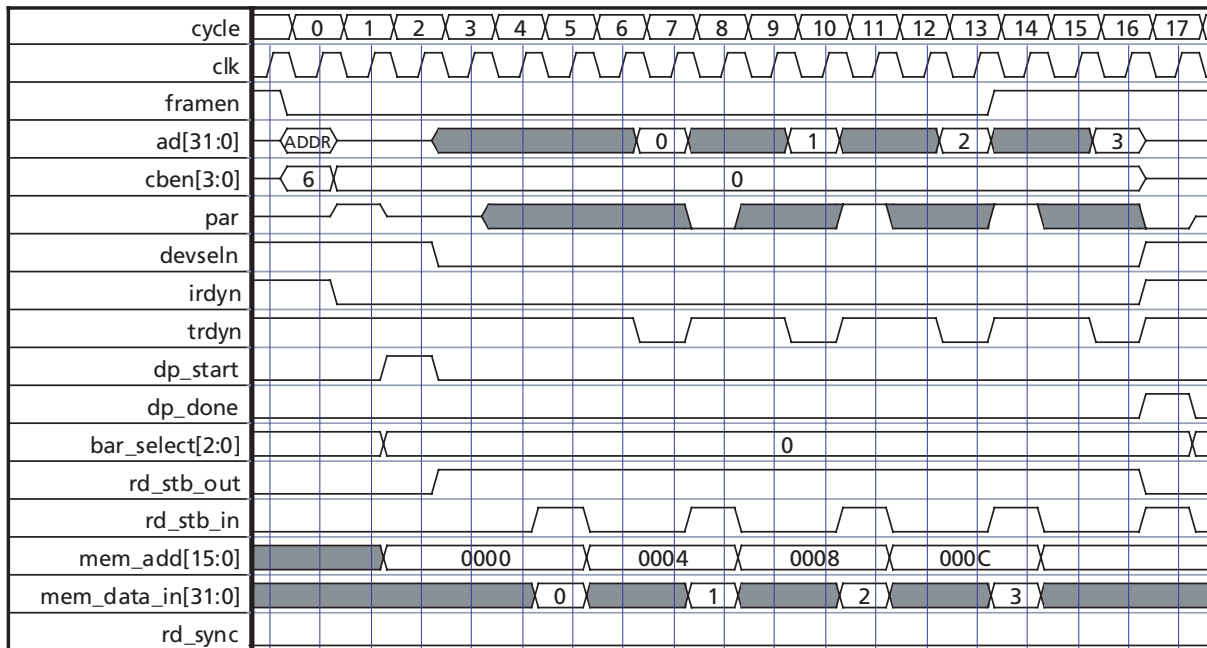 cycle 0 1 2 3 4 5 6 7 8 9 10 11 12 13 14 15 16 17
clk
framen
ad[31:0] ADDR 0 1 2 3
cben[3:0] 6 0
par
devseln
irdyn
trdyn
dp_start
dp_done
bar_select[2:0] 0
rd_stb_out
rd_stb_in
mem_add[15:0] 0000 0004 0008 000C
mem_data_in[31:0] 0 1 2 3
rd_sync